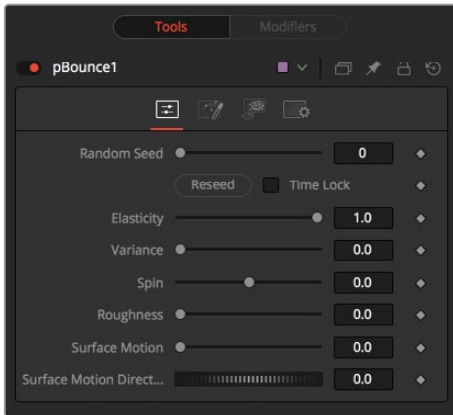 Tools Modifiers
pBounce1
Random Seed 0
Reseed Time Lock
Elasticity 1.0
Variance 0.0
Spin 0.0
Roughness 0.0
Surface Motion 0.0
Surface Motion Direct... 0.0